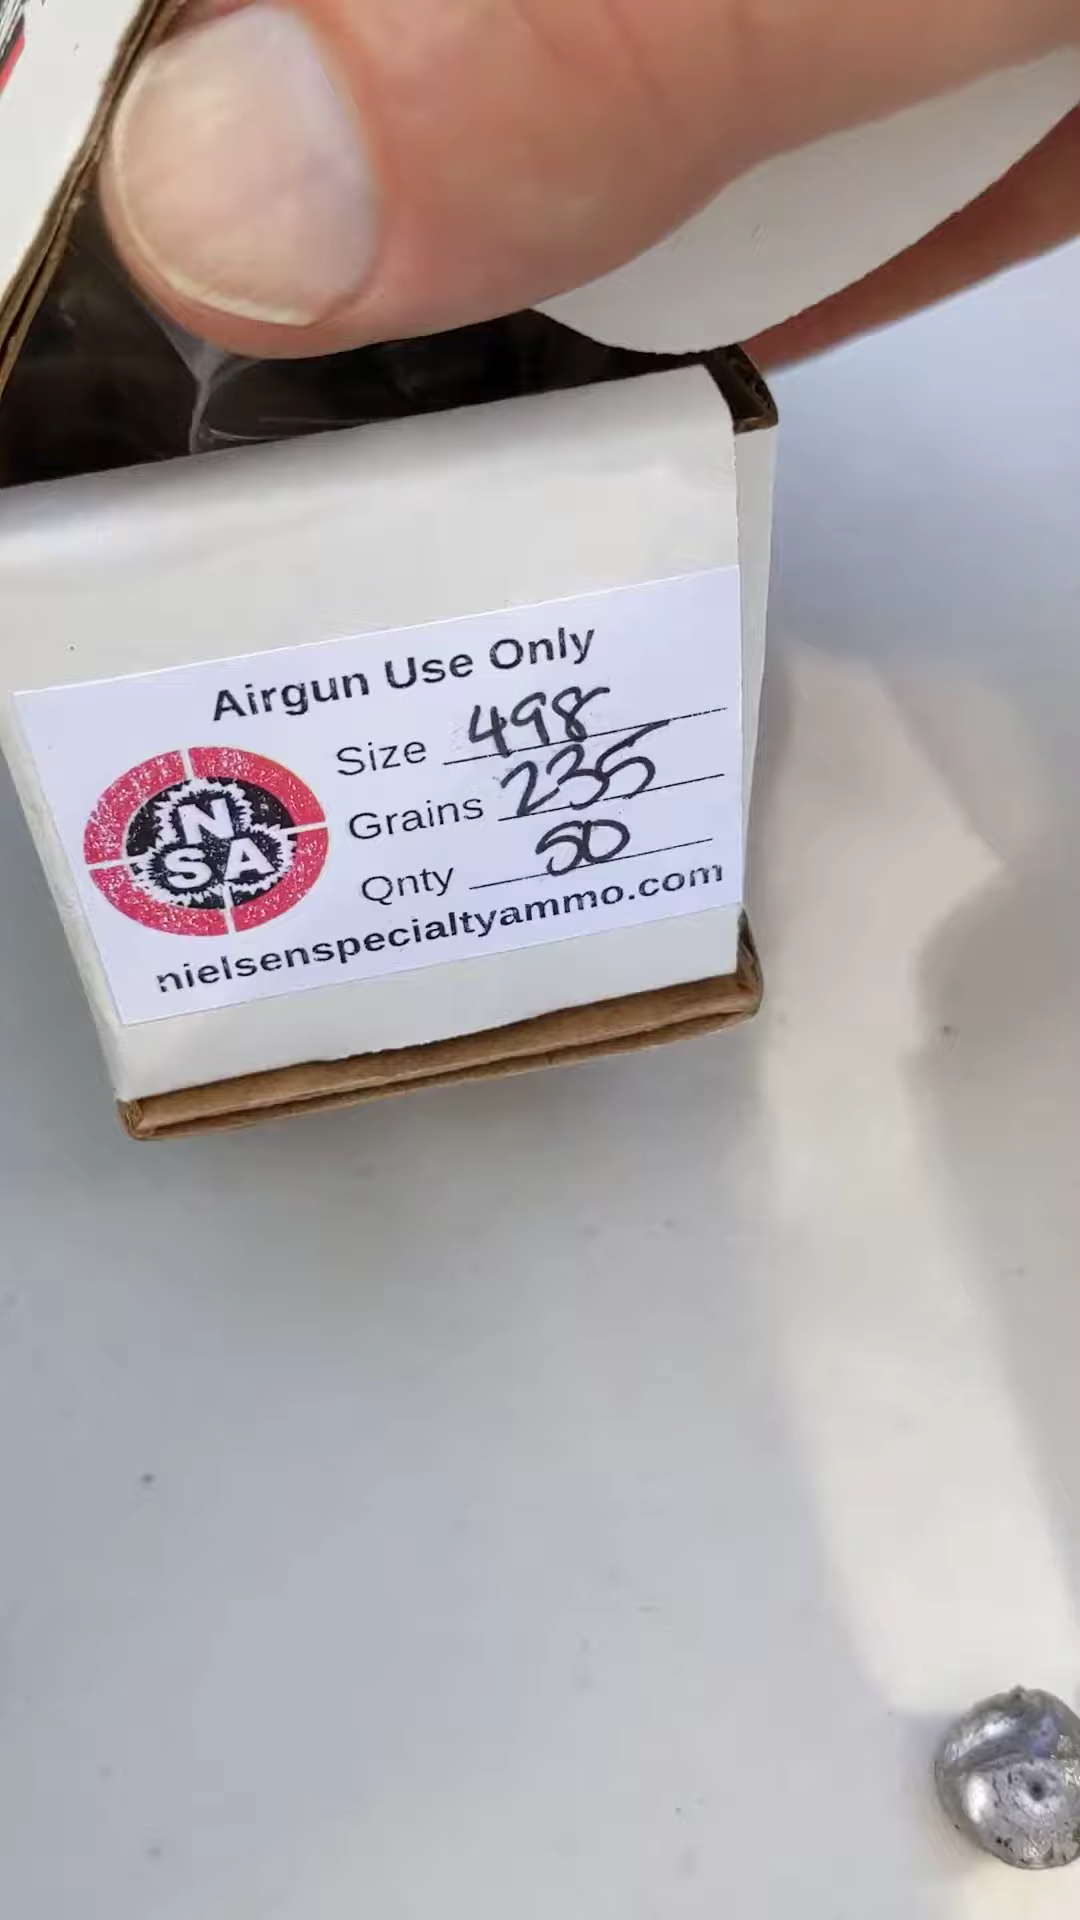 Airgun Use Only
Size 498
Grains 235
Qnty 50
N
SA
nielsenspecialtyammo.com